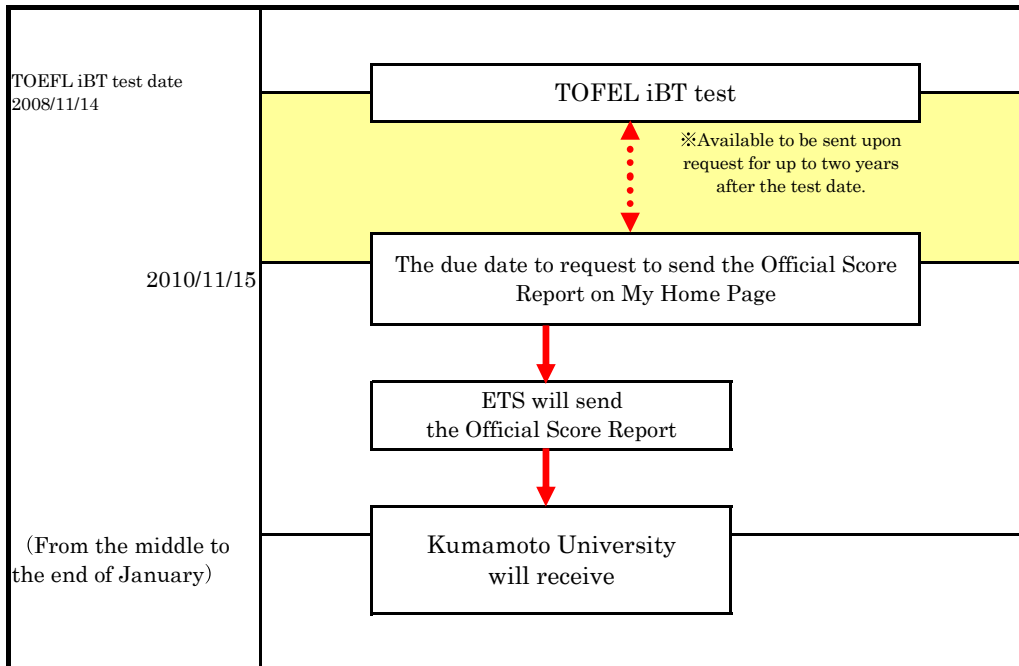 TOEFL iBT test date
2008/11/14
TOFEL iBT test
※Available to be sent upon
request for up to two years
after the test date.
2010/11/15
The due date to request to send the Official Score
Report on My Home Page
ETS will send
the Official Score Report
（From the middle to
the end of January）
Kumamoto University
will receive